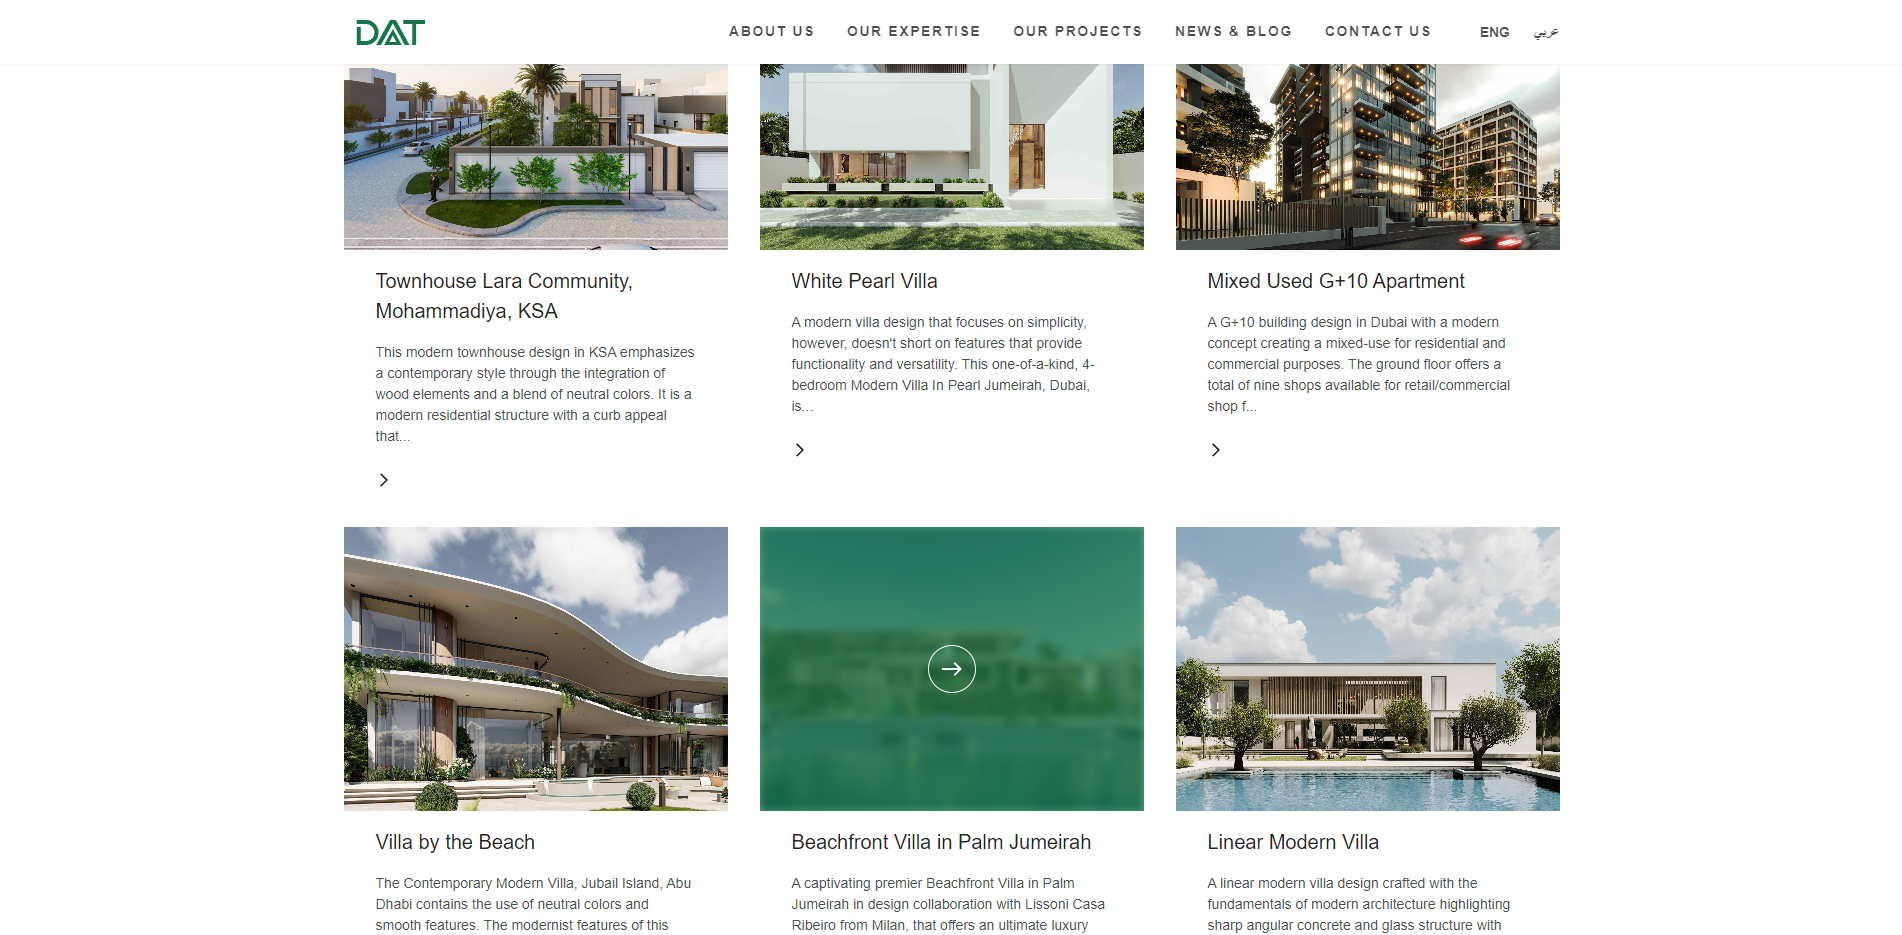 DAT
ABOUT US
OUR EXPERTISE
OUR PROJECTS
NEWS & BLOG
CONTACT US
ENG
عربي
Townhouse Lara Community,
Mohammadiya, KSA
This modern townhouse design in KSA emphasizes
a contemporary style through the integration of
wood elements and a blend of neutral colors. It is a
modern residential structure with a curb appeal
that...
White Pearl Villa
A modern villa design that focuses on simplicity,
however, doesn't short on features that provide
functionality and versatility. This one-of-a-kind, 4-
bedroom Modern Villa In Pearl Jumeirah, Dubai,
is...
Mixed Used G+10 Apartment
A G+10 building design in Dubai with a modern
concept creating a mixed-use for residential and
commercial purposes. The ground floor offers a
total of nine shops available for retail/commercial
shop f...
Villa by the Beach
The Contemporary Modern Villa, Jubail Island, Abu
Dhabi contains the use of neutral colors and
smooth features. The modernist features of this
Beachfront Villa in Palm Jumeirah
A captivating premier Beachfront Villa in Palm
Jumeirah in design collaboration with Lissoni Casa
Ribeiro from Milan, that offers an ultimate luxury
Linear Modern Villa
A linear modern villa design crafted with the
fundamentals of modern architecture highlighting
sharp angular concrete and glass structure with